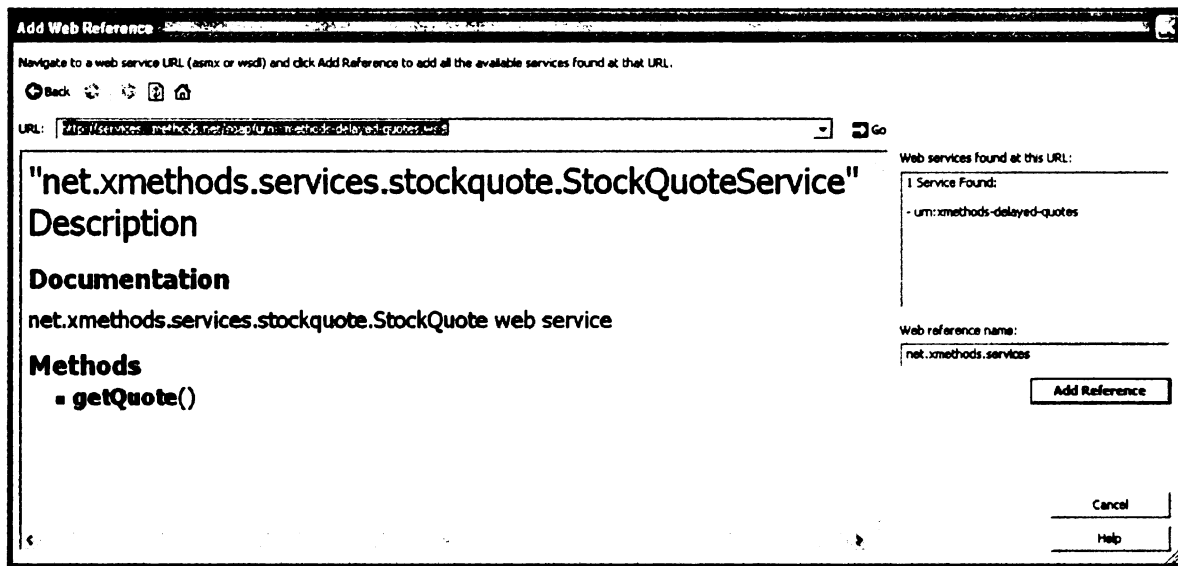 Add Web Reference
Navigate to a web service URL (asmx or wsdl) and click Add Reference to add all the available services found at that URL.
Back
URL:
Go
"net.xmethods.services.stockquote.StockQuoteService"
Description
Documentation
net.xmethods.services.stockquote.StockQuote web service
Methods
getQuote()
Web services found at this URL:
1 Service Found:
- urn:xmethods-delayed-quotes
Web reference name:
net.xmethods.services
Add Reference
Cancel
Help